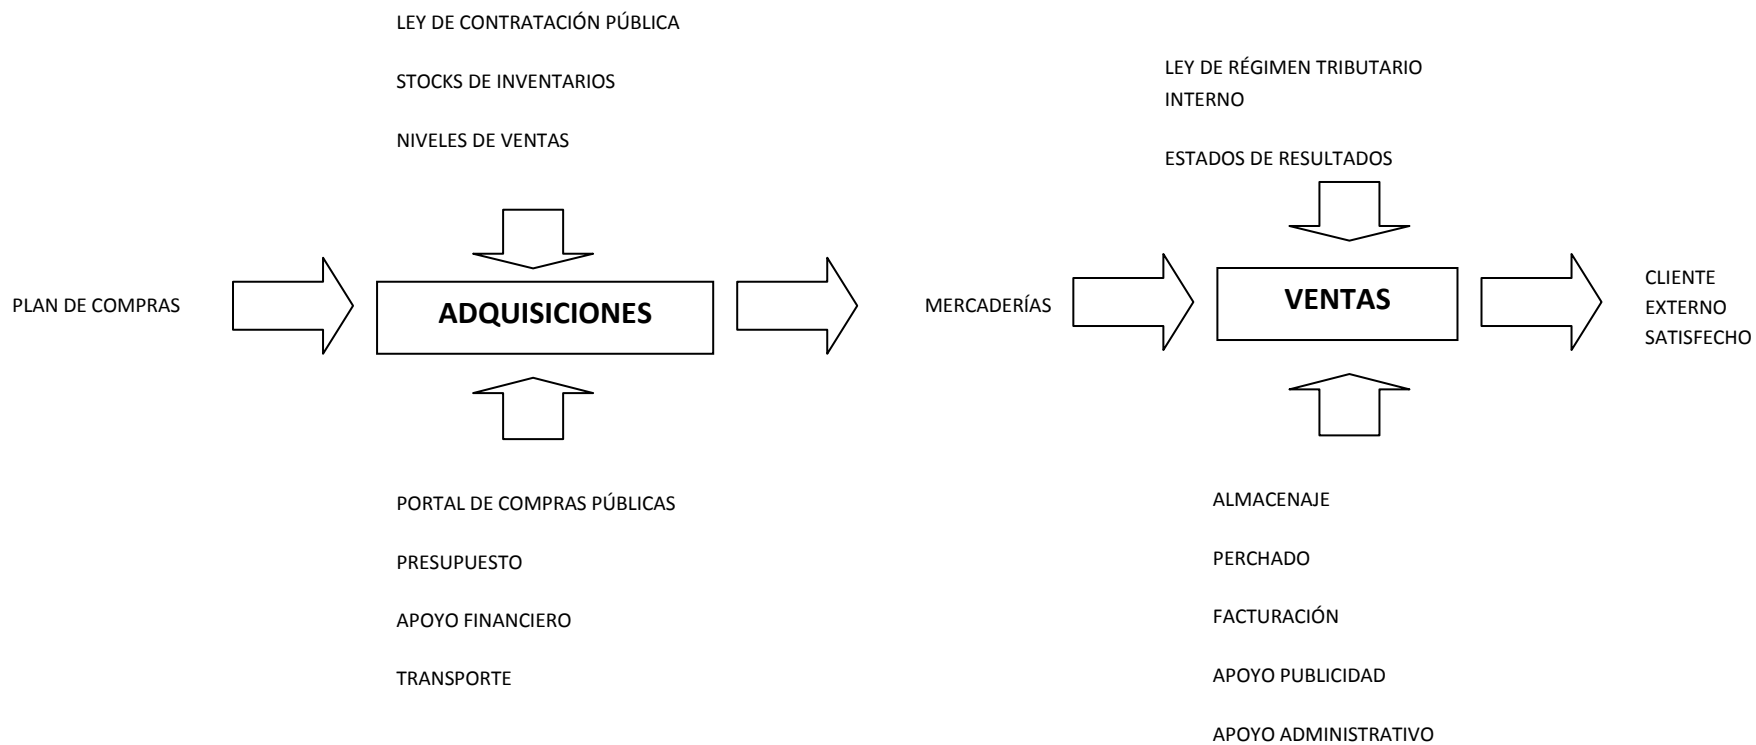 LEY DE CONTRATACIÓN PÚBLICA
STOCKS DE INVENTARIOS
NIVELES DE VENTAS
LEY DE RÉGIMEN TRIBUTARIO
INTERNO
ESTADOS DE RESULTADOS
PLAN DE COMPRAS
ADQUISICIONES
MERCADERÍAS
VENTAS
CLIENTE
EXTERNO
SATISFECHO
PORTAL DE COMPRAS PÚBLICAS
PRESUPUESTO
APOYO FINANCIERO
TRANSPORTE
ALMACENAJE
PERCHADO
FACTURACIÓN
APOYO PUBLICIDAD
APOYO ADMINISTRATIVO